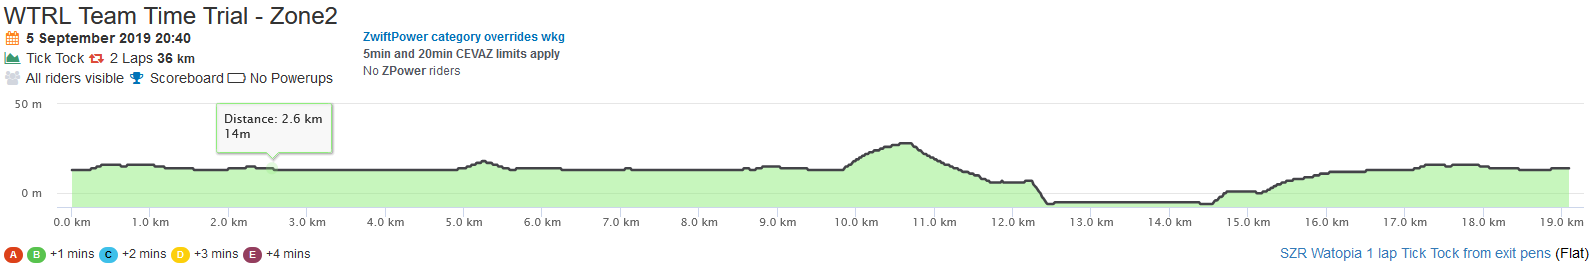 WTRL Team Time Trial - Zone2
5 September 2019 20:40
Tick Tock 2 Laps 36 km
All riders visible Scoreboard No Powerups
ZwiftPower category overrides wkg
5min and 20min CEVAZ limits apply
No ZPower riders
50 m
Distance: 2.6 km
14m
0 m
0.0 km 1.0 km 2.0 km 3.0 km 4.0 km 5.0 km 6.0 km 7.0 km 8.0 km 9.0 km 10.0 km 11.0 km 12.0 km 13.0 km 14.0 km 15.0 km 16.0 km 17.0 km 18.0 km 19.0 km
A B +1 mins C +2 mins D +3 mins E +4 mins
SZR Watopia 1 lap Tick Tock from exit pens (Flat)